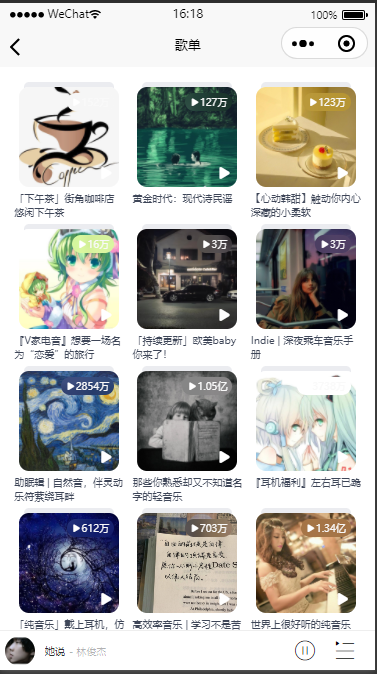 WeChat
16:18
100%
歌单
127万
123万
「下午茶」街角咖啡店
悠闲下午茶
黄金时代：现代诗民谣
【心动韩甜】触动你内心
深藏的小柔软
16万
3万
3万
『V家电音』想要一场名
为“恋爱”的旅行
「持续更新」欧美baby
你来了！
Indie | 深夜乘车音乐手
册
2854万
1.05亿
助眠辑 | 自然音，伴灵动
乐符萦绕耳畔
那些你熟悉却又不知道名
字的轻音乐
『耳机福利』左右耳已跪
612万
703万
1.34亿
「纯音乐」戴上耳机，仿
高效率音乐 | 学习不是苦
世界上很好听的纯音乐
她说 - 林俊杰